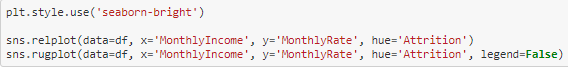 plt.style.use('seaborn-bright')
sns.relplot(data=df, x='MonthlyIncome', y='MonthlyRate', hue='Attrition')
sns.rugplot(data=df, x='MonthlyIncome', y='MonthlyRate', hue='Attrition', legend=False)